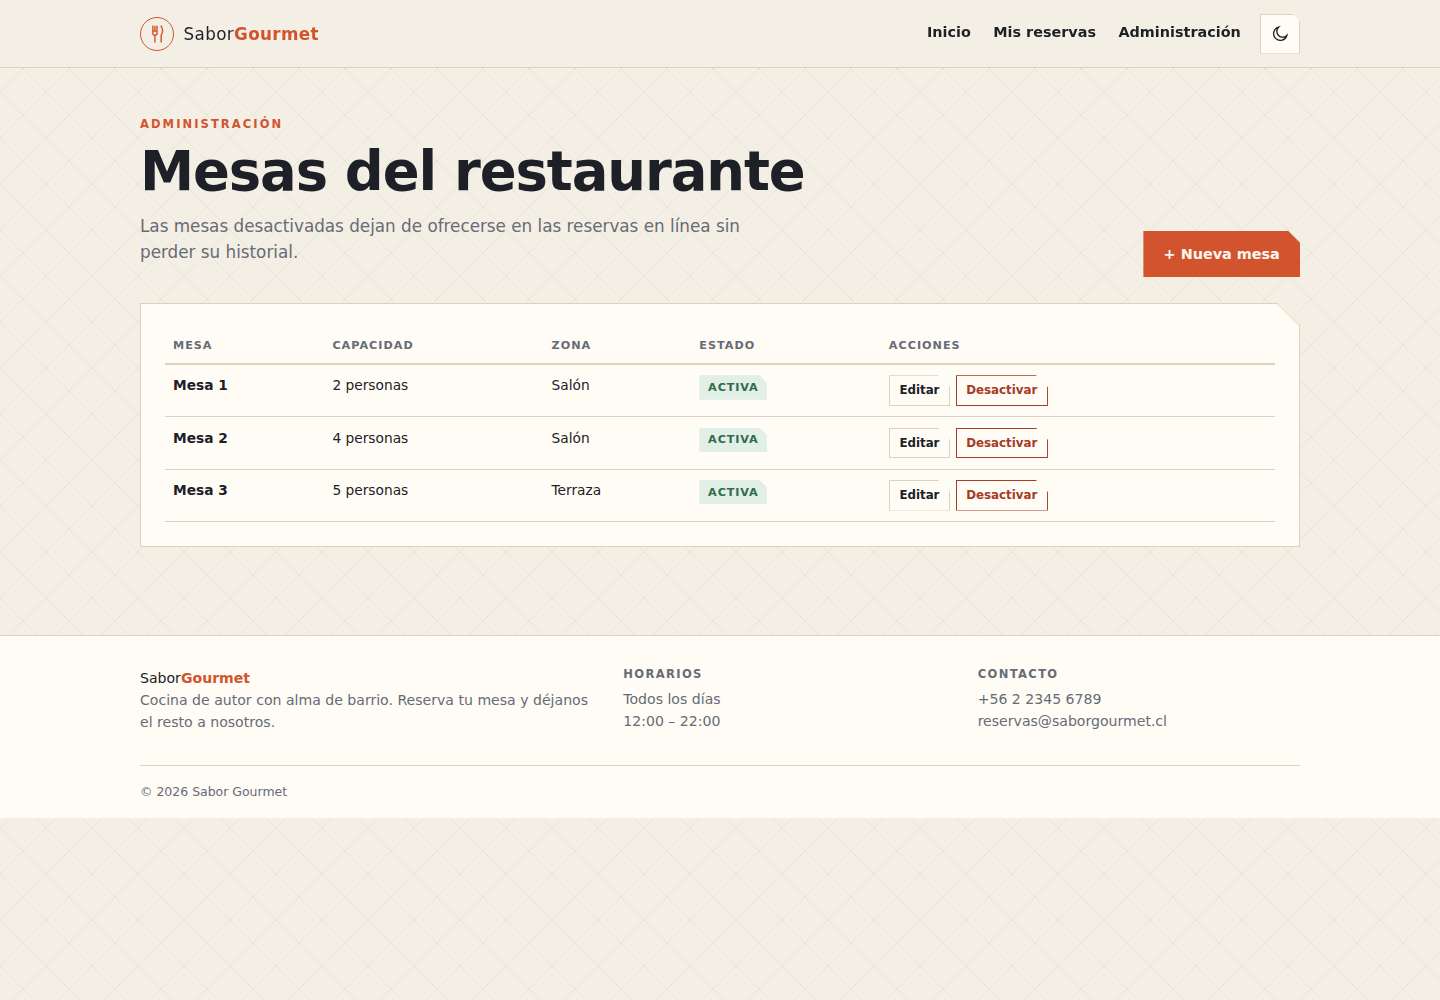 SaborGourmet
Inicio Mis reservas Administración
ADMINISTRACIÓN
Mesas del restaurante
Las mesas desactivadas dejan de ofrecerse en las reservas en línea sin
perder su historial.
+ Nueva mesa
MESA CAPACIDAD ZONA ESTADO ACCIONES
Mesa 1 2 personas Salón ACTIVA Editar Desactivar
Mesa 2 4 personas Salón ACTIVA Editar Desactivar
Mesa 3 5 personas Terraza ACTIVA Editar Desactivar
SaborGourmet
Cocina de autor con alma de barrio. Reserva tu mesa y déjanos
el resto a nosotros.
HORARIOS
Todos los días
12:00 – 22:00
CONTACTO
+56 2 2345 6789
reservas@saborgourmet.cl
© 2026 Sabor Gourmet